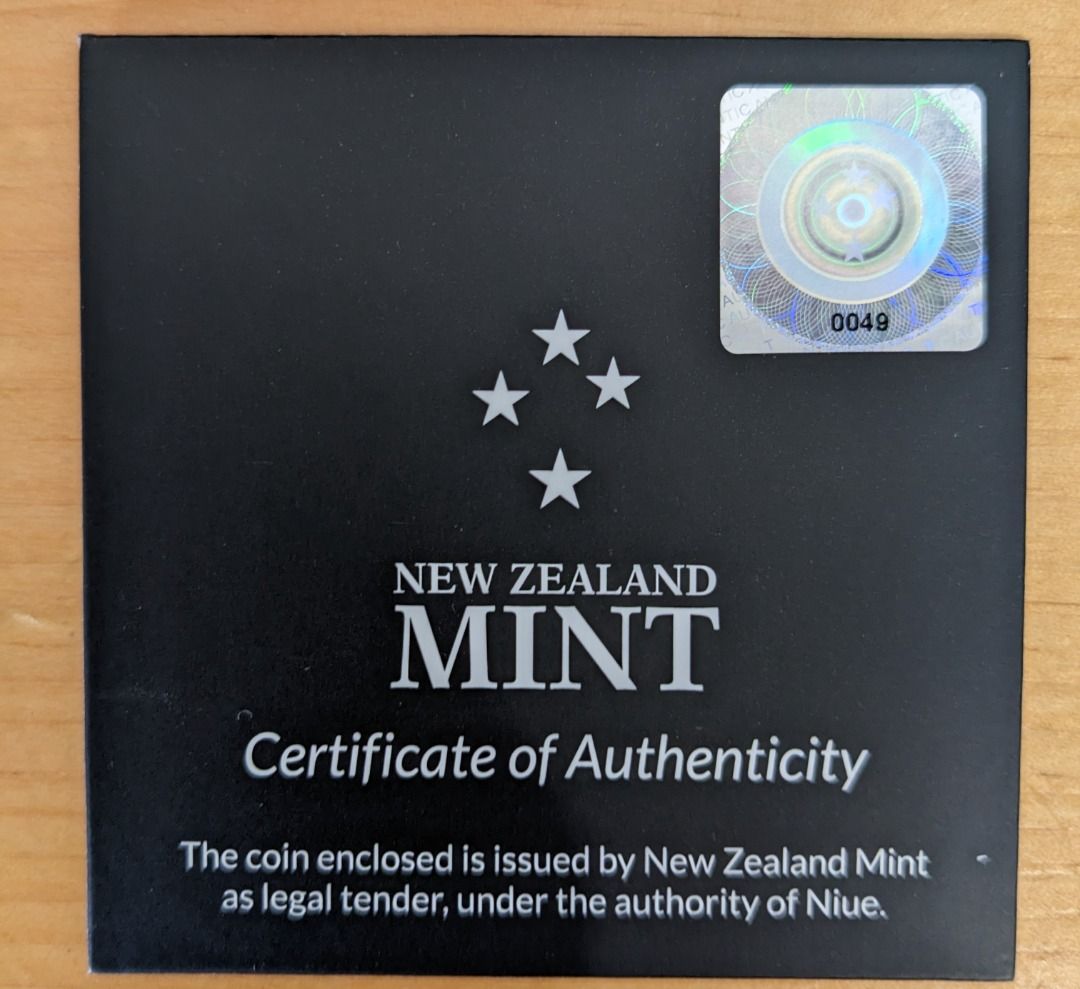 0049
NEW ZEALAND
MINT
Certificate of Authenticity
The coin enclosed is issued by New Zealand Mint
as legal tender, under the authority of Niue.